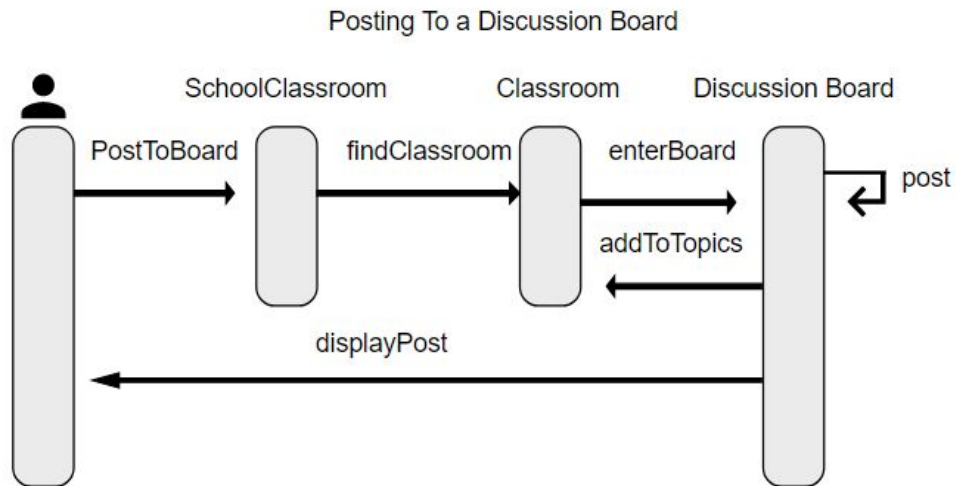 Posting To a Discussion Board
SchoolClassroom
Classroom
Discussion Board
PostToBoard
findClassroom
enterBoard
post
addToTopics
displayPost